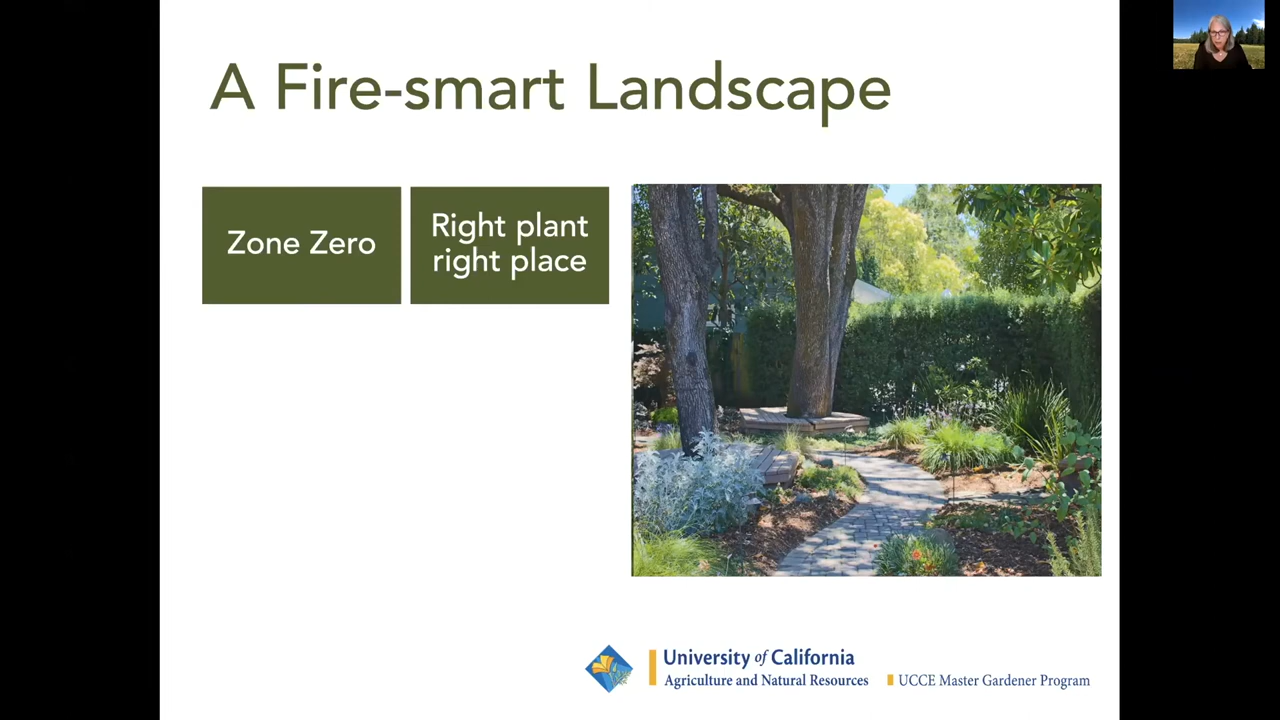 A Fire-smart Landscape
Zone Zero
Right plant
right place
University of California
Agriculture and Natural Resources
UCCE Master Gardener Program